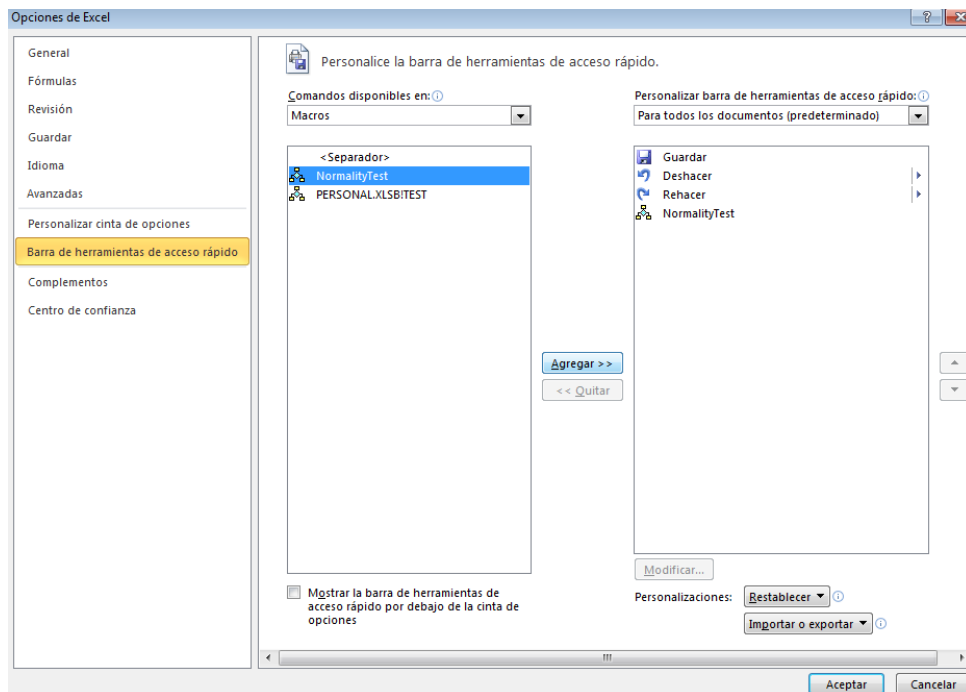 Opciones de Excel
General
Fórmulas
Revisión
Guardar
Idioma
Avanzadas
Personalizar cinta de opciones
Barra de herramientas de acceso rápido
Complementos
Centro de confianza
Personalice la barra de herramientas de acceso rápido.
Comandos disponibles en:
Macros
<Separador>
NormalityTest
PERSONAL.XLSB!TEST
Mostrar la barra de herramientas de
acceso rápido por debajo de la cinta de
opciones
Agregar >>
<< Quitar
Personalizar barra de herramientas de acceso rápido:
Para todos los documentos (predeterminado)
Guardar
Deshacer
Rehacer
NormalityTest
Modificar...
Personalizaciones:
Restablecer
Importar o exportar
Aceptar
Cancelar